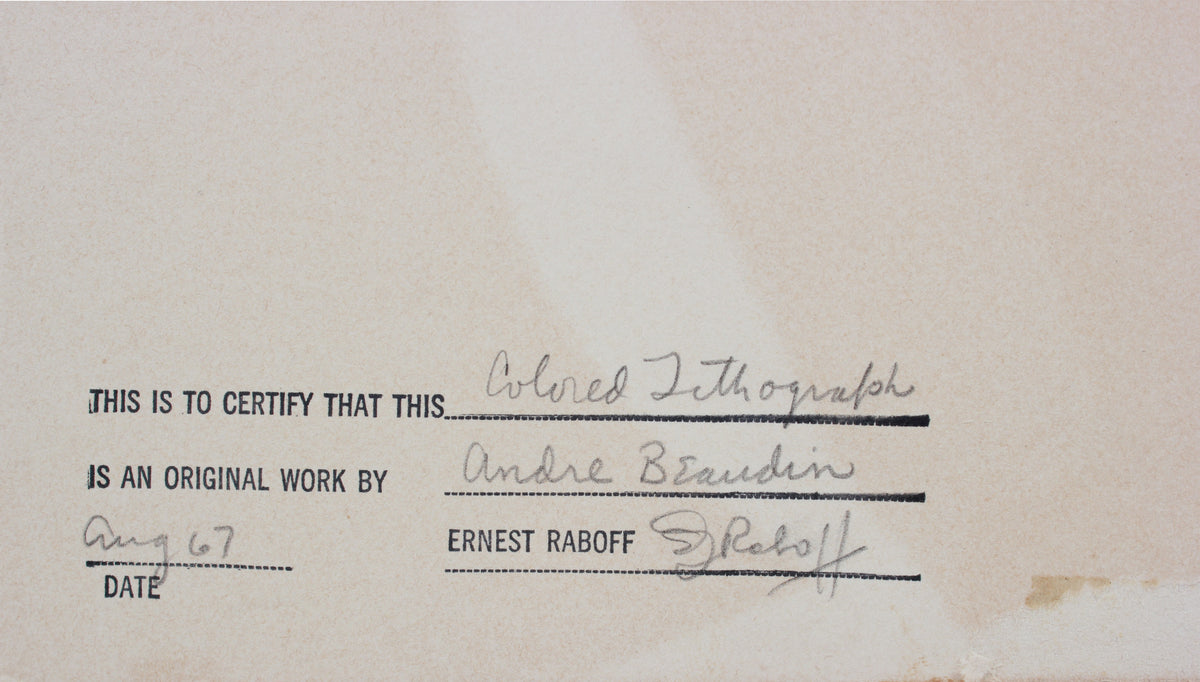 THIS IS TO CERTIFY THAT THIS Colored Lithograph
IS AN ORIGINAL WORK BY Andre Beaudin
Aug 67 ERNEST RABOFF EJ Raboff
DATE